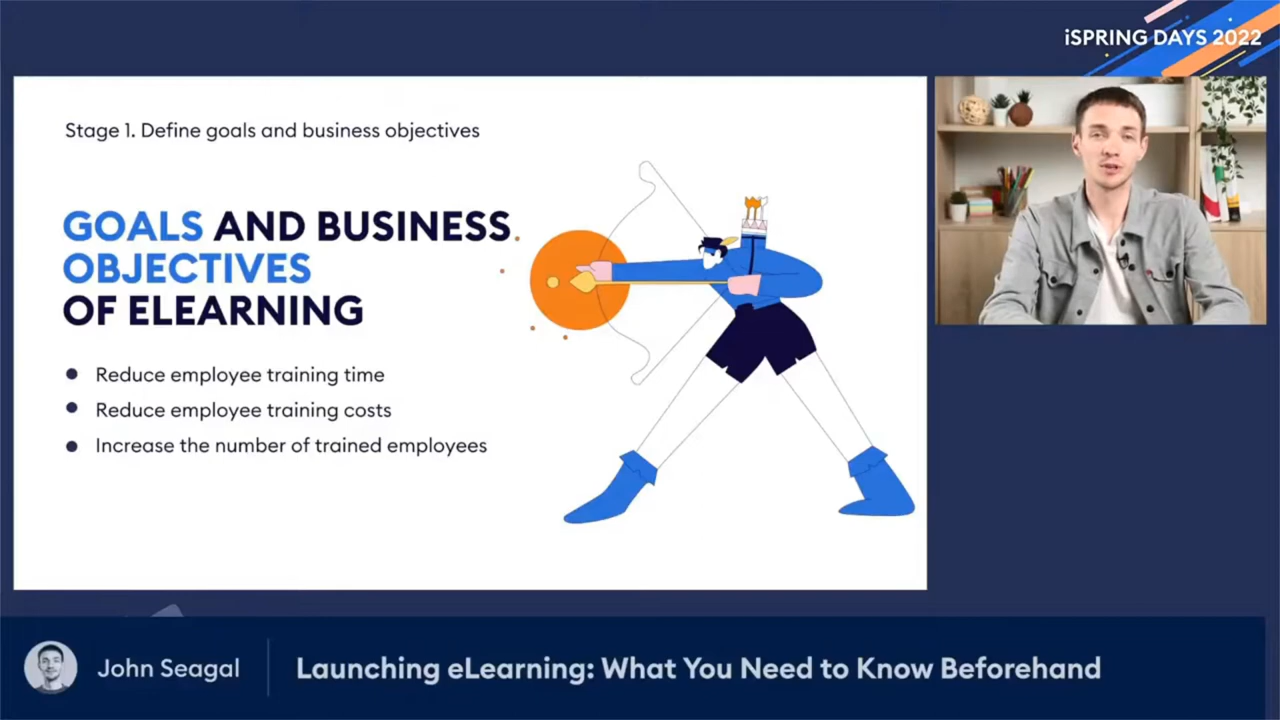 iSPRING DAYS 2022
Stage 1. Define goals and business objectives
GOALS AND BUSINESS
OBJECTIVES
OF ELEARNING
Reduce employee training time
Reduce employee training costs
Increase the number of trained employees
John Seagal
Launching eLearning: What You Need to Know Beforehand